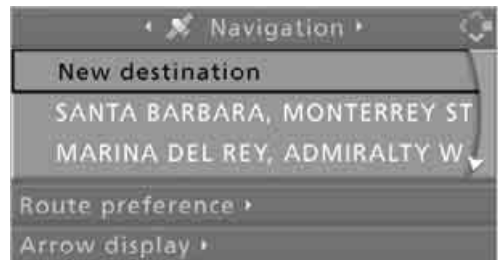 Navigation
New destination
SANTA BARBARA, MONTERREY ST
MARINA DEL REY, ADMIRALTY W
Route preference
Arrow display